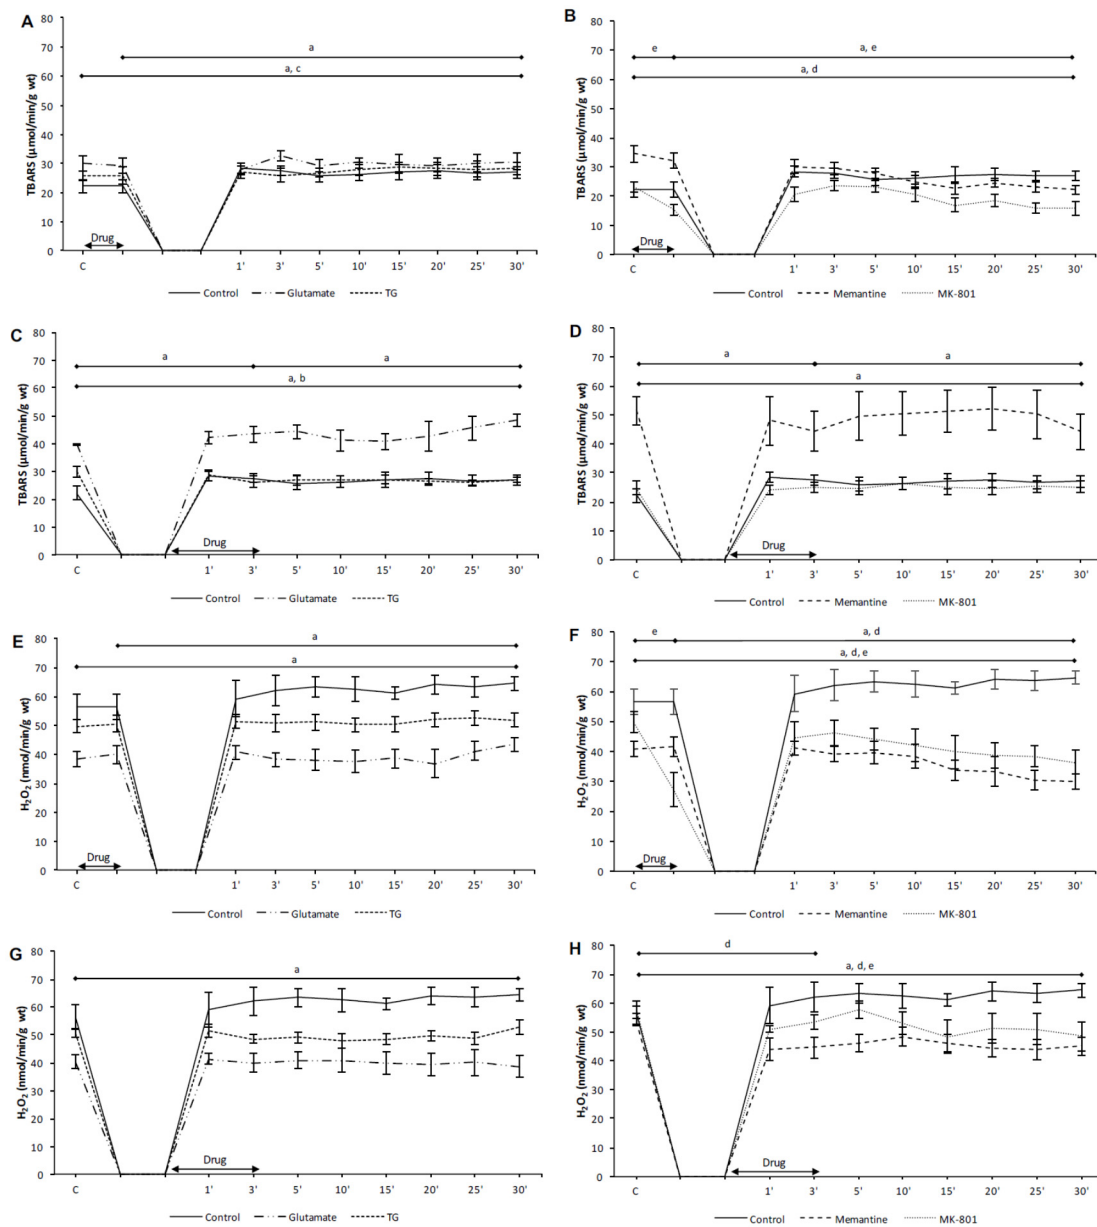 A
80
70
60
50
40
30
20
10
0
TBARS (µmol/min/g wt)
a
a, c
Drug
C 1' 3' 5' 10' 15' 20' 25' 30'
Control Glutamate TG
B
80
70
60
50
40
30
20
10
0
TBARS (µmol/min/g wt)
e a, e
a, d
Drug
C 1' 3' 5' 10' 15' 20' 25' 30'
Control Memantine MK-801
C
80
70
60
50
40
30
20
10
0
TBARS (µmol/min/g wt)
a a
a, b
Drug
C 1' 3' 5' 10' 15' 20' 25' 30'
Control Glutamate TG
D
80
70
60
50
40
30
20
10
0
TBARS (µmol/min/g wt)
a a
a
Drug
C 1' 3' 5' 10' 15' 20' 25' 30'
Control Memantine MK-801
E
80
70
60
50
40
30
20
10
0
H₂O₂ (nmol/min/g wt)
a
a
Drug
C 1' 3' 5' 10' 15' 20' 25' 30'
Control Glutamate TG
F
80
70
60
50
40
30
20
10
0
H₂O₂ (nmol/min/g wt)
e a, d
a, d, e
Drug
C 1' 3' 5' 10' 15' 20' 25' 30'
Control Memantine MK-801
G
80
70
60
50
40
30
20
10
0
H₂O₂ (nmol/min/g wt)
a
Drug
C 1' 3' 5' 10' 15' 20' 25' 30'
Control Glutamate TG
H
80
70
60
50
40
30
20
10
0
H₂O₂ (nmol/min/g wt)
d
a, d, e
Drug
C 1' 3' 5' 10' 15' 20' 25' 30'
Control Memantine MK-801